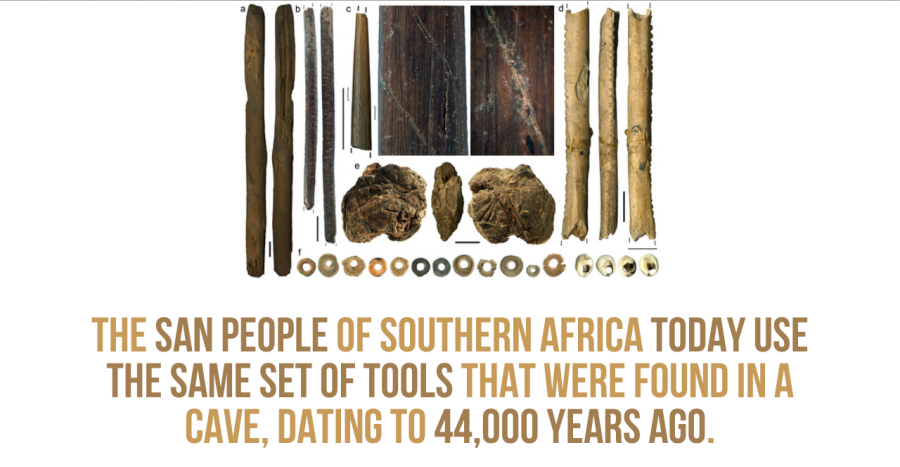 a b c d
e
f
THE SAN PEOPLE OF SOUTHERN AFRICA TODAY USE
THE SAME SET OF TOOLS THAT WERE FOUND IN A
CAVE, DATING TO 44,000 YEARS AGO.